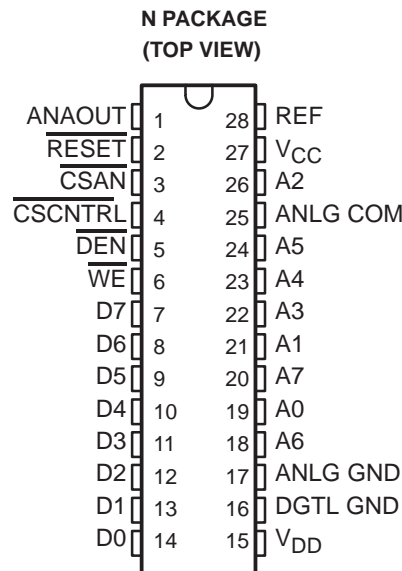 N PACKAGE
(TOP VIEW)
ANAOUT 1 28 REF
RESET 2 27 VCC
CSAN 3 26 A2
CSCNTRL 4 25 ANLG COM
DEN 5 24 A5
WE 6 23 A4
D7 7 22 A3
D6 8 21 A1
D5 9 20 A7
D4 10 19 A0
D3 11 18 A6
D2 12 17 ANLG GND
D1 13 16 DGTL GND
D0 14 15 VDD